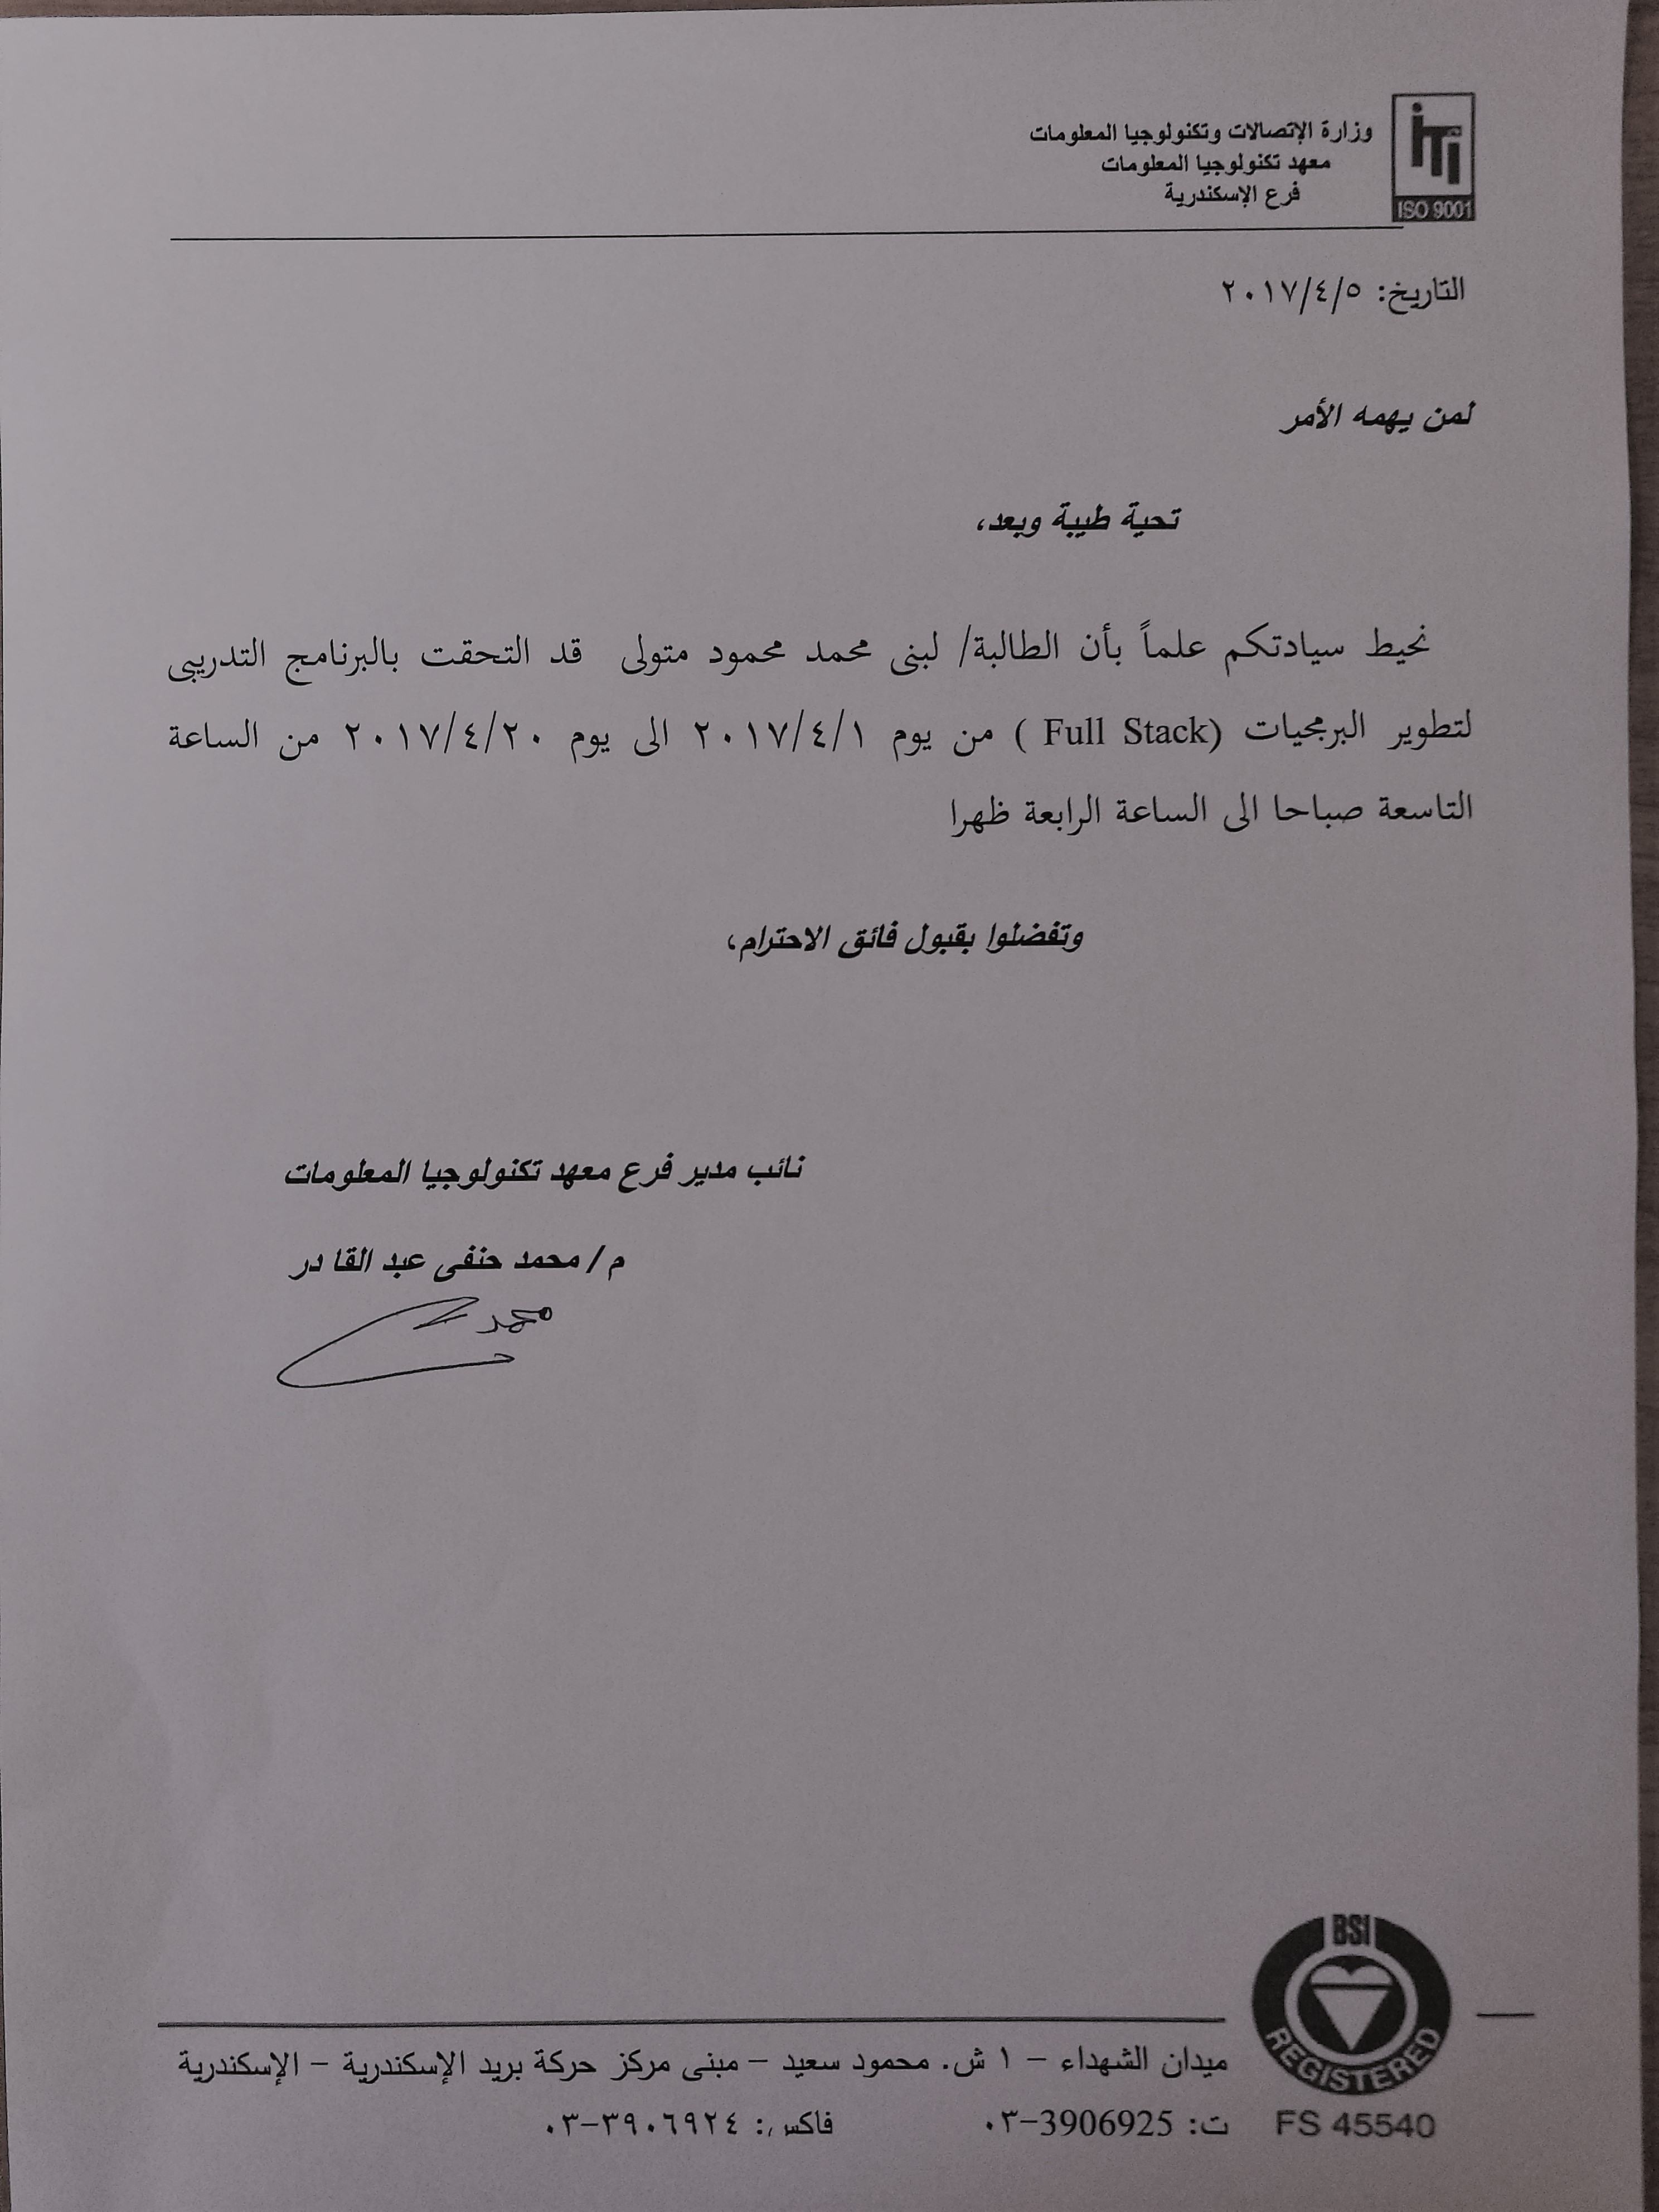 iTi
ISO 9001
وزارة الإتصالات وتكنولوجيا المعلومات
معهد تكنولوجيا المعلومات
فرع الإسكندرية
التاريخ: ٢٠١٧/٤/٥
لمن يهمه الأمر
تحية طيبة وبعد،
نحيط سيادتكم علماً بأن الطالبة/ لبنى محمد محمود متولى قد التحقت بالبرنامج التدريبى
لتطوير البرمجيات (Full Stack ) من يوم ٢٠١٧/٤/١ الى يوم ٢٠١٧/٤/٢٠ من الساعة
التاسعة صباحا الى الساعة الرابعة ظهرا
وتفضلوا بقبول فائق الاحترام،
نائب مدير فرع معهد تكنولوجيا المعلومات
م / محمد حنفى عبد القا در
محمد
BSI
REGISTERED
FS 45540
ميدان الشهداء – ١ ش. محمود سعيد – مبنى مركز حركة بريد الإسكندرية – الإسكندرية
ت: 3906925–٠٣ فاكس: ٣٩٠٦٩٢٤–٠٣